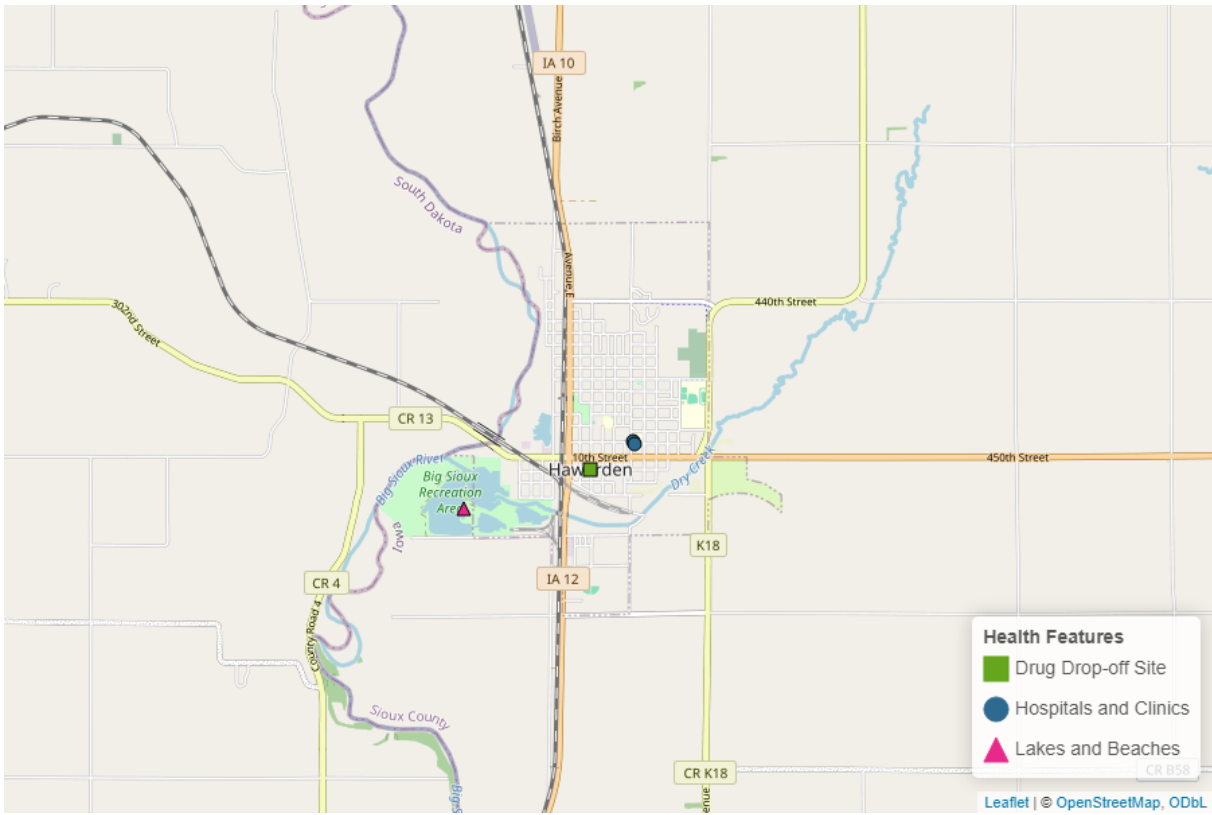 IA 10
Birch Avenue
South Dakota
Avenue E
440th Street
302nd Street
CR 13
10th Street
450th Street
Hawarden
Big Sioux River
Big Sioux
Recreation
Area
Dry Creek
Iowa
K18
CR 4
IA 12
County Road 4
Sioux County
CR K18
enue
Big S
Health Features
Drug Drop-off Site
Hospitals and Clinics
Lakes and Beaches
CR B58
Leaflet | © OpenStreetMap, ODbL